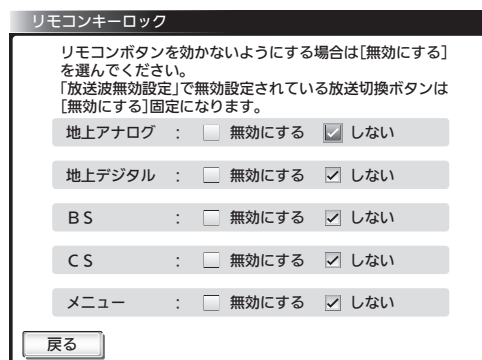 リモコンキーロック
リモコンボタンを効かないようにする場合は[無効にする]
を選んでください。
「放送波無効設定」で無効設定されている放送切換ボタンは
[無効にする]固定になります。
地上アナログ : 無効にする しない
地上デジタル : 無効にする しない
BS : 無効にする しない
CS : 無効にする しない
メニュー : 無効にする しない
戻る